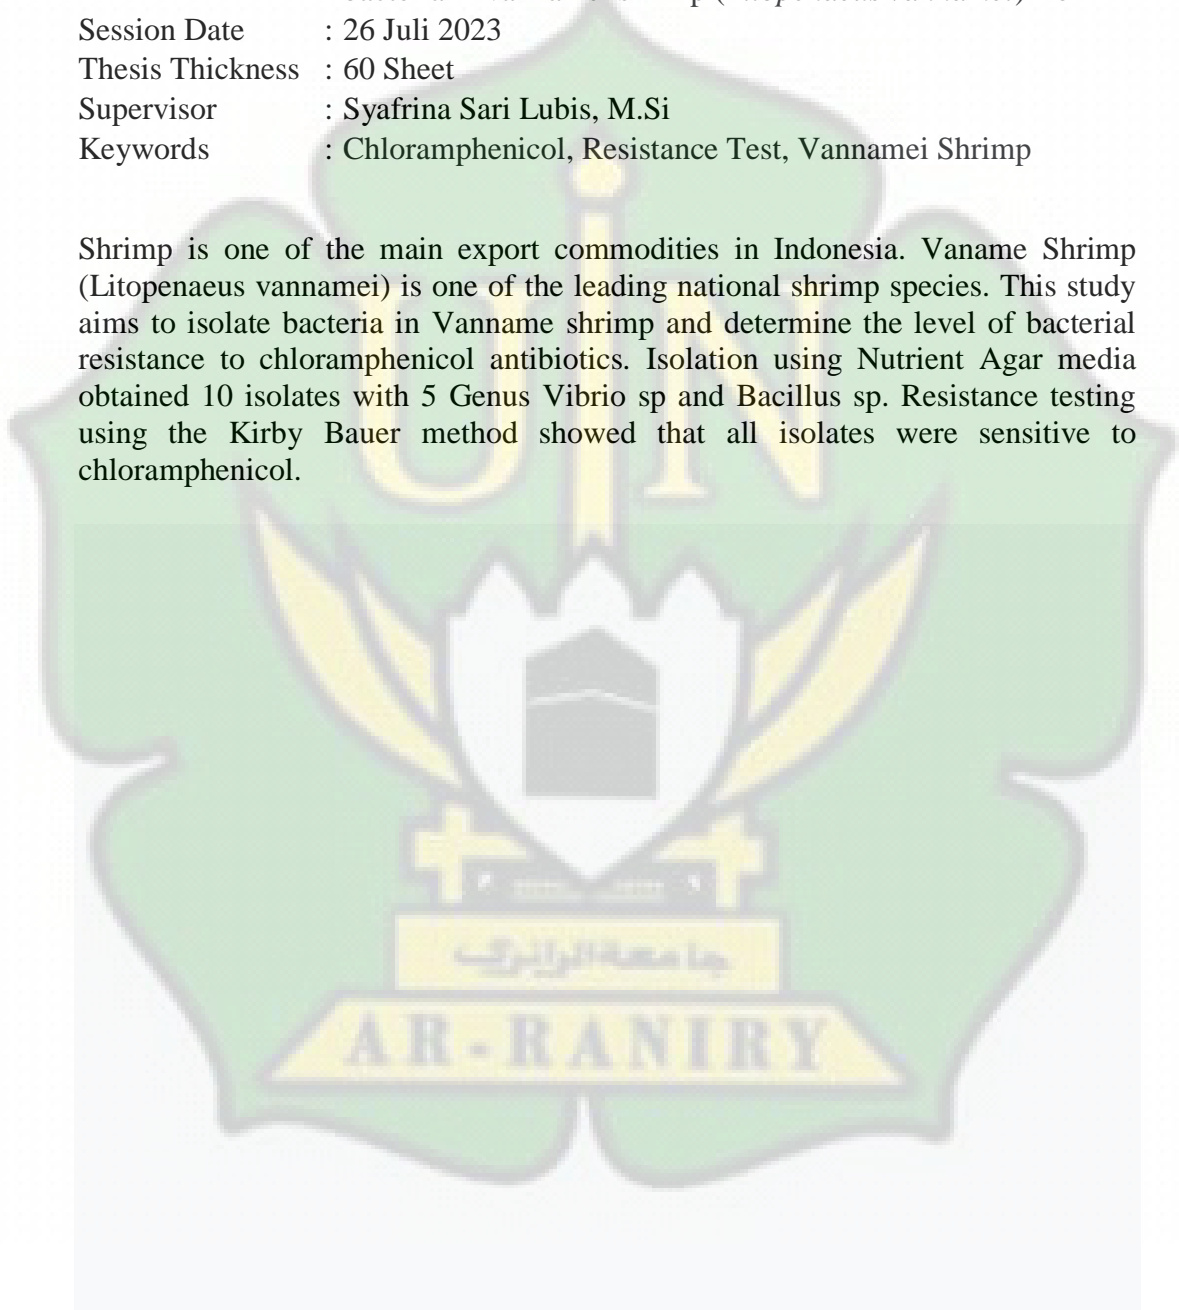 Session Date : 26 Juli 2023
Thesis Thickness : 60 Sheet
Supervisor : Syafrina Sari Lubis, M.Si
Keywords : Chloramphenicol, Resistance Test, Vannamei Shrimp
Shrimp is one of the main export commodities in Indonesia. Vaname Shrimp
(Litopenaeus vannamei) is one of the leading national shrimp species. This study
aims to isolate bacteria in Vanname shrimp and determine the level of bacterial
resistance to chloramphenicol antibiotics. Isolation using Nutrient Agar media
obtained 10 isolates with 5 Genus Vibrio sp and Bacillus sp. Resistance testing
using the Kirby Bauer method showed that all isolates were sensitive to
chloramphenicol.
UIN
جامعة الرانري
AR-RANIRY